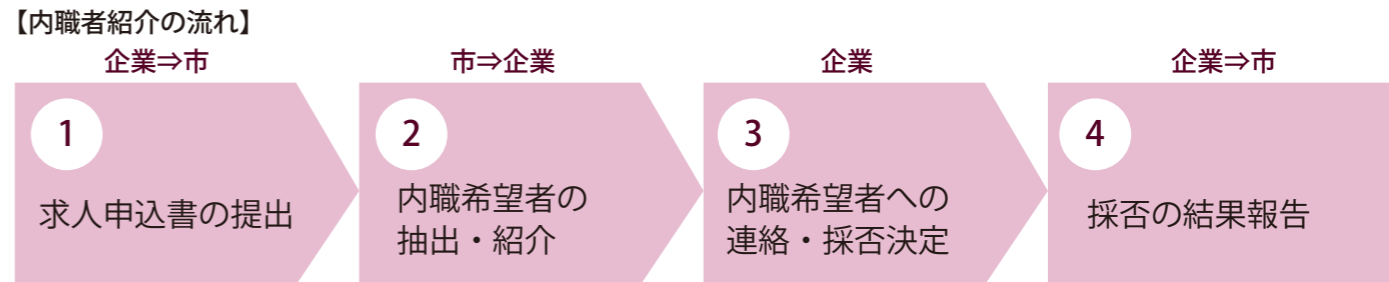 【内職者紹介の流れ】
企業⇒市
1
求人申込書の提出
市⇒企業
2
内職希望者の
抽出・紹介
企業
3
内職希望者への
連絡・採否決定
企業⇒市
4
採否の結果報告